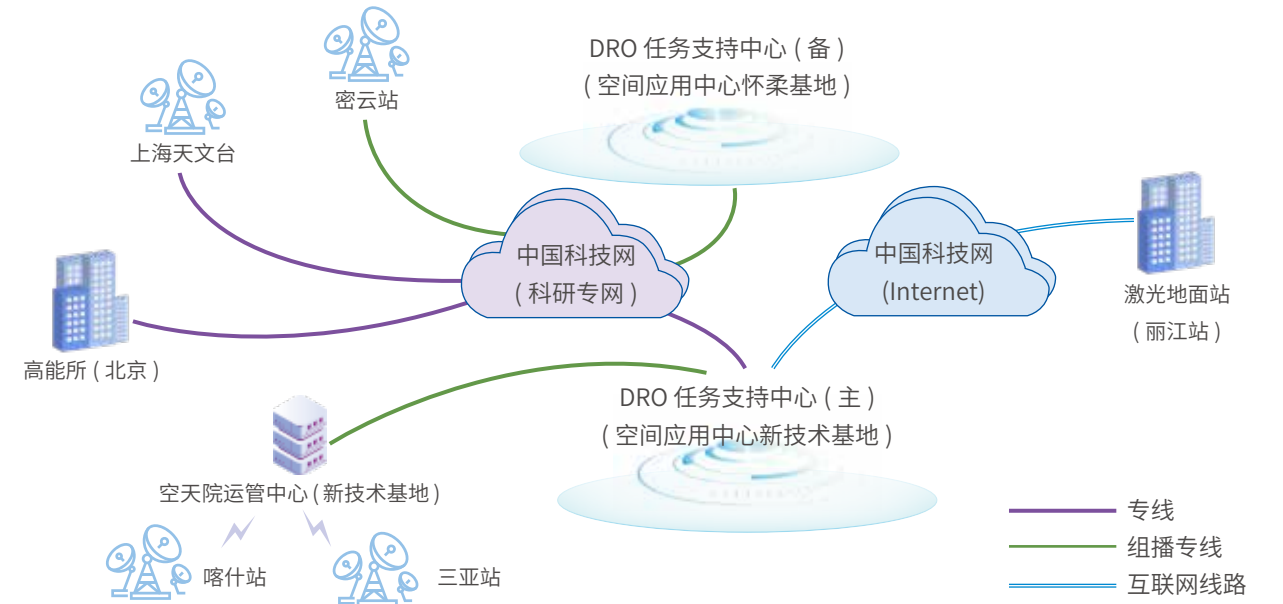 DRO 任务支持中心 ( 备 )
( 空间应用中心怀柔基地 )
密云站
上海天文台
中国科技网
( 科研专网 )
中国科技网
(Internet)
激光地面站
( 丽江站 )
高能所 ( 北京 )
DRO 任务支持中心 ( 主 )
( 空间应用中心新技术基地 )
空天院运管中心 ( 新技术基地 )
喀什站
三亚站
专线
组播专线
互联网线路